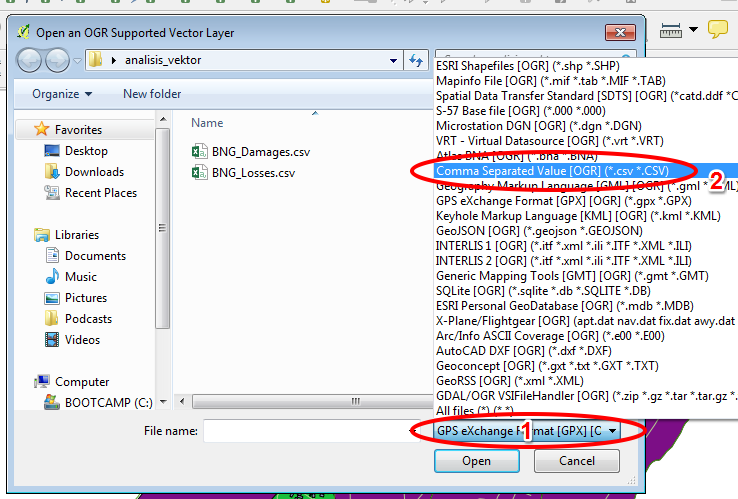 Open an OGR Supported Vector Layer
analisis_vektor
Organize
New folder
Favorites
Desktop
Downloads
Recent Places
Libraries
Documents
Music
Pictures
Podcasts
Videos
Computer
BOOTCAMP (C:)
Name
BNG_Damages.csv
BNG_Losses.csv
ESRI Shapefiles [OGR] (*.shp *.SHP)
Mapinfo File [OGR] (*.mif *.tab *.MIF *.TAB)
Spatial Data Transfer Standard [SDTS] [OGR] (*catd.ddf *C
S-57 Base file [OGR] (*.000 *.000)
Microstation DGN [OGR] (*.dgn *.DGN)
VRT - Virtual Datasource [OGR] (*.vrt *.VRT)
Atlas BNA [OGR] (*.bna *.BNA)
Comma Separated Value [OGR] (*.csv *.CSV)
2
Geography Markup Language [GML] [OGR] (*.gml *.XML)
GPS eXchange Format [GPX] [OGR] (*.gpx *.GPX)
Keyhole Markup Language [KML] [OGR] (*.kml *.KML)
GeoJSON [OGR] (*.geojson *.GEOJSON)
INTERLIS 1 [OGR] (*.itf *.xml *.ili *.ITF *.XML *.ILI)
INTERLIS 2 [OGR] (*.itf *.xml *.ili *.ITF *.XML *.ILI)
Generic Mapping Tools [GMT] [OGR] (*.gmt *.GMT)
SQLite [OGR] (*.sqlite *.db *.SQLITE *.DB)
ESRI Personal GeoDatabase [OGR] (*.mdb *.MDB)
X-Plane/Flightgear [OGR] (apt.dat nav.dat fix.dat awy.dat
Arc/Info ASCII Coverage [OGR] (*.e00 *.E00)
AutoCAD DXF [OGR] (*.dxf *.DXF)
Geoconcept [OGR] (*.gxt *.txt *.GXT *.TXT)
GeoRSS [OGR] (*.xml *.XML)
GDAL/OGR VSIFileHandler [OGR] (*.zip *.gz *.tar *.tar.gz *.
All files (*) (*.*)
File name:
GPS eXchange Format [GPX] [O
1
Open
Cancel